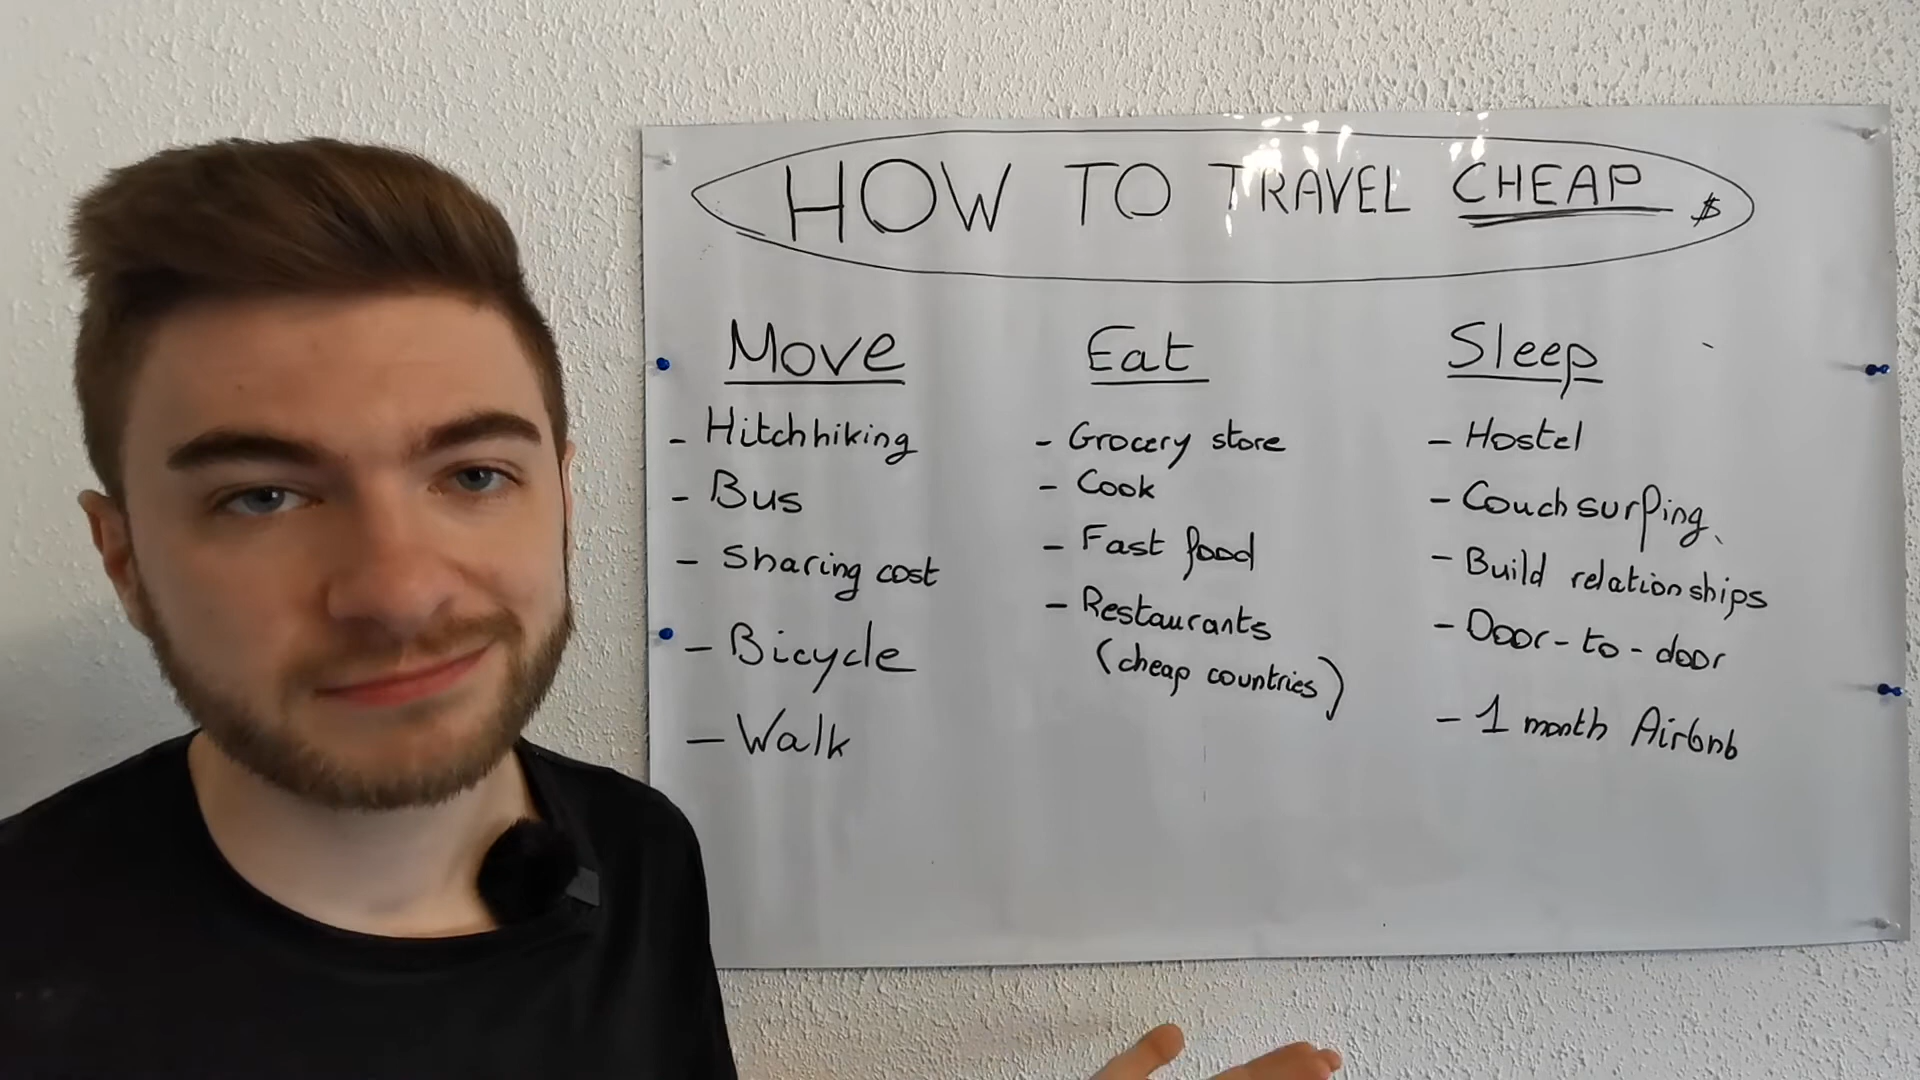 HOW TO TRAVEL CHEAP $
Move
- Hitchhiking
- Bus
- Sharing cost
- Bicycle
- Walk
Eat
- Grocery store
- Cook
- Fast food
- Restaurants
(cheap countries)
Sleep
- Hostel
- Couchsurfing
- Build relationships
- Door-to-door
- 1 month Airbnb